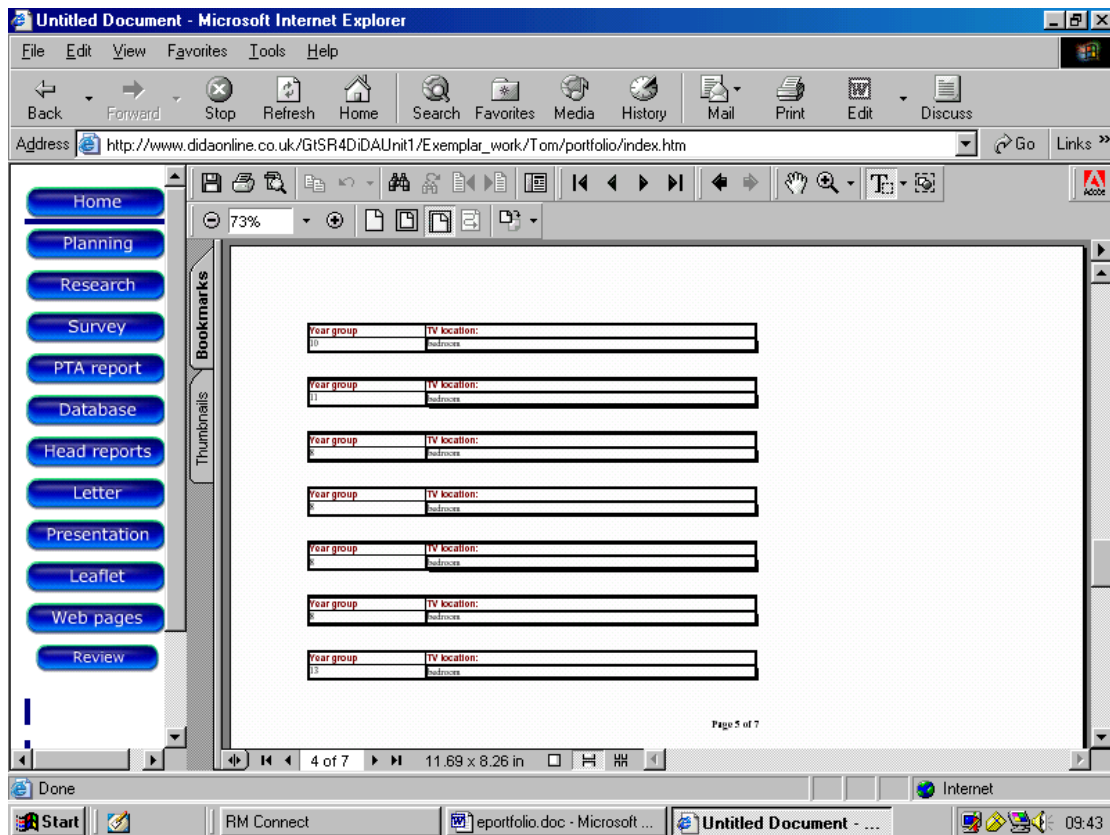 Untitled Document - Microsoft Internet Explorer
File Edit View Favorites Tools Help
Back Forward Stop Refresh Home Search Favorites Media History Mail Print Edit Discuss
Address http://www.didaonline.co.uk/GtSR4DiDAUnit1/Exemplar_work/Tom/portfolio/index.htm Go Links »
Adobe
73%
Home
Planning
Research
Survey
PTA report
Database
Head reports
Letter
Presentation
Leaflet
Web pages
Review
Bookmarks
Thumbnails
Year group TV location:
10 bedroom
Year group TV location:
11 bedroom
Year group TV location:
8 bedroom
Year group TV location:
8 bedroom
Year group TV location:
8 bedroom
Year group TV location:
8 bedroom
Year group TV location:
13 bedroom
Page 5 of 7
4 of 7 11.69 x 8.26 in
Done Internet
Start RM Connect eportfolio.doc - Microsoft ... Untitled Document - ... 09:43